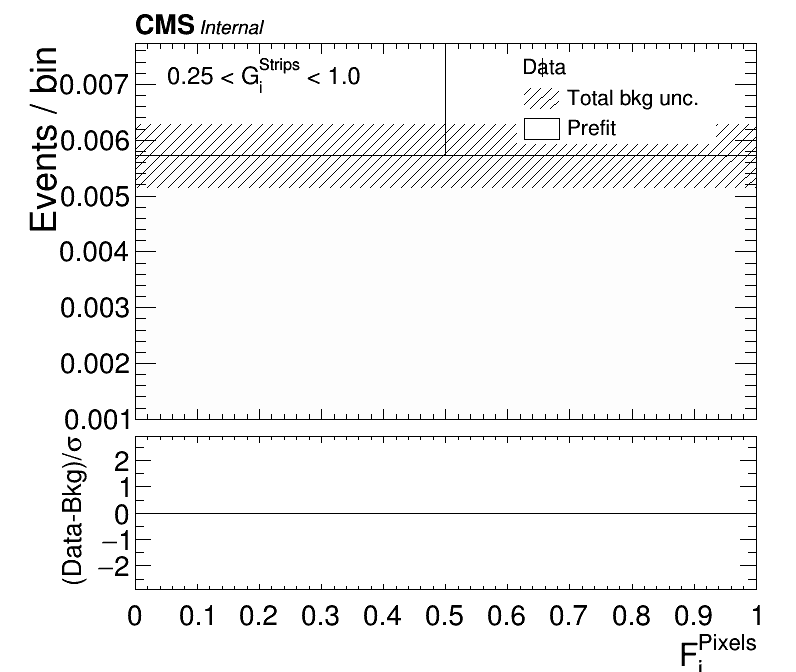 CMS Internal
Events / bin
0.25 < G_i^Strips < 1.0
Data
Total bkg unc.
Prefit
0.007
0.006
0.005
0.004
0.003
0.002
0.001
(Data-Bkg)/σ
2
1
0
−1
−2
0 0.1 0.2 0.3 0.4 0.5 0.6 0.7 0.8 0.9 1
F_i^Pixels